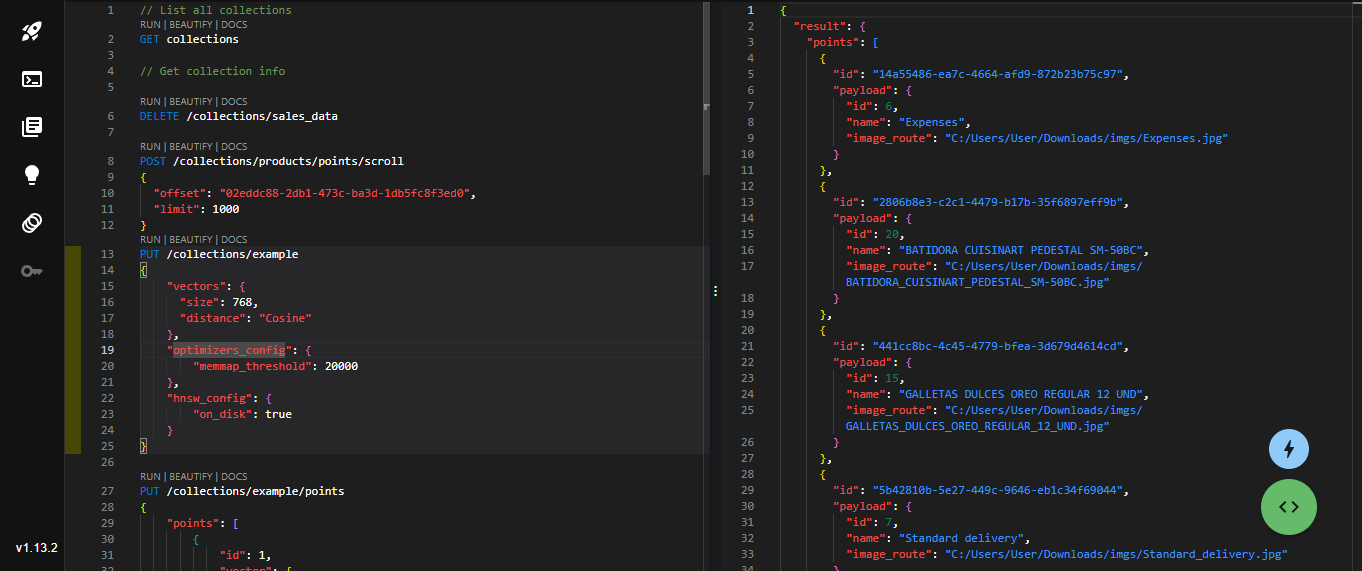 1 // List all collections
RUN | BEAUTIFY | DOCS
2 GET collections
3
4 // Get collection info
5
RUN | BEAUTIFY | DOCS
6 DELETE /collections/sales_data
7
RUN | BEAUTIFY | DOCS
8 POST /collections/products/points/scroll
9 {
10 "offset": "02eddc88-2db1-473c-ba3d-1db5fc8f3ed0",
11 "limit": 1000
12 }
RUN | BEAUTIFY | DOCS
13 PUT /collections/example
14 {
15 "vectors": {
16 "size": 768,
17 "distance": "Cosine"
18 },
19 "optimizers_config": {
20 "memmap_threshold": 20000
21 },
22 "hnsw_config": {
23 "on_disk": true
24 }
25 }
26
RUN | BEAUTIFY | DOCS
27 PUT /collections/example/points
28 {
29 "points": [
30 {
31 "id": 1,
32 "vector": {
v1.13.2
1 {
2 "result": {
3 "points": [
4 {
5 "id": "14a55486-ea7c-4664-afd9-872b23b75c97",
6 "payload": {
7 "id": 6,
8 "name": "Expenses",
9 "image_route": "C:/Users/User/Downloads/imgs/Expenses.jpg"
10 }
11 },
12 {
13 "id": "2806b8e3-c2c1-4479-b17b-35f6897eff9b",
14 "payload": {
15 "id": 20,
16 "name": "BATIDORA CUISINART PEDESTAL SM-50BC",
17 "image_route": "C:/Users/User/Downloads/imgs/
BATIDORA_CUISINART_PEDESTAL_SM-50BC.jpg"
18 }
19 },
20 {
21 "id": "441cc8bc-4c45-4779-bfea-3d679d4614cd",
22 "payload": {
23 "id": 15,
24 "name": "GALLETAS DULCES OREO REGULAR 12 UND",
25 "image_route": "C:/Users/User/Downloads/imgs/
GALLETAS_DULCES_OREO_REGULAR_12_UND.jpg"
26 }
27 },
28 {
29 "id": "5b42810b-5e27-449c-9646-eb1c34f69044",
30 "payload": {
31 "id": 7,
32 "name": "Standard delivery",
33 "image_route": "C:/Users/User/Downloads/imgs/Standard_delivery.jpg"
34 }